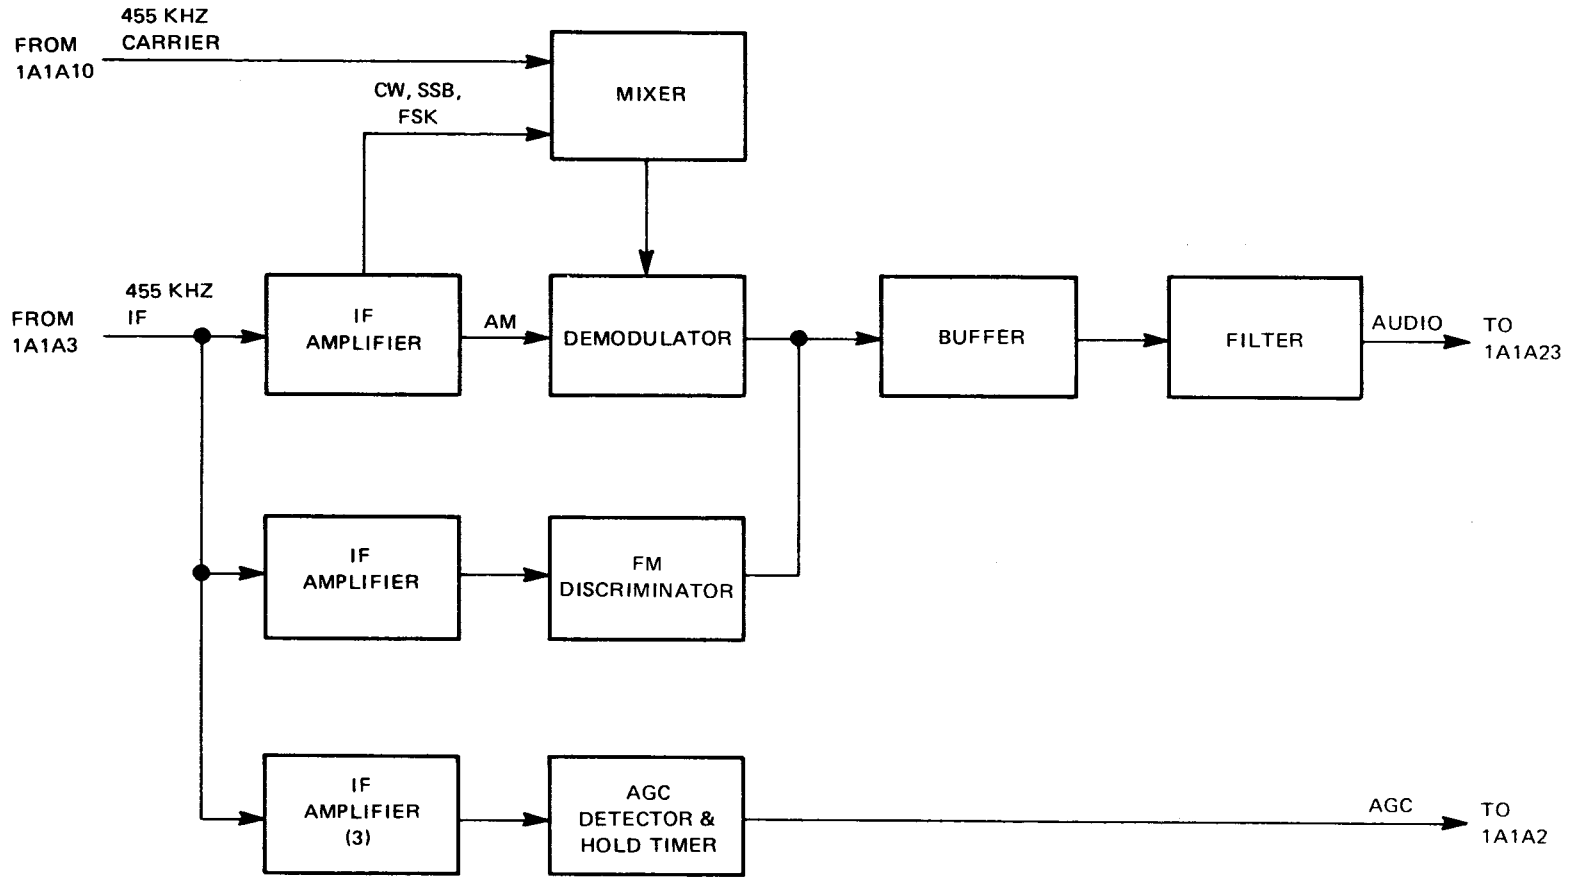 455 KHZ
CARRIER
FROM
1A1A10
CW, SSB,
FSK
MIXER
455 KHZ
IF
FROM
1A1A3
IF
AMPLIFIER
AM
DEMODULATOR
BUFFER
FILTER
AUDIO
TO
1A1A23
IF
AMPLIFIER
FM
DISCRIMINATOR
IF
AMPLIFIER
(3)
AGC
DETECTOR &
HOLD TIMER
AGC
TO
1A1A2